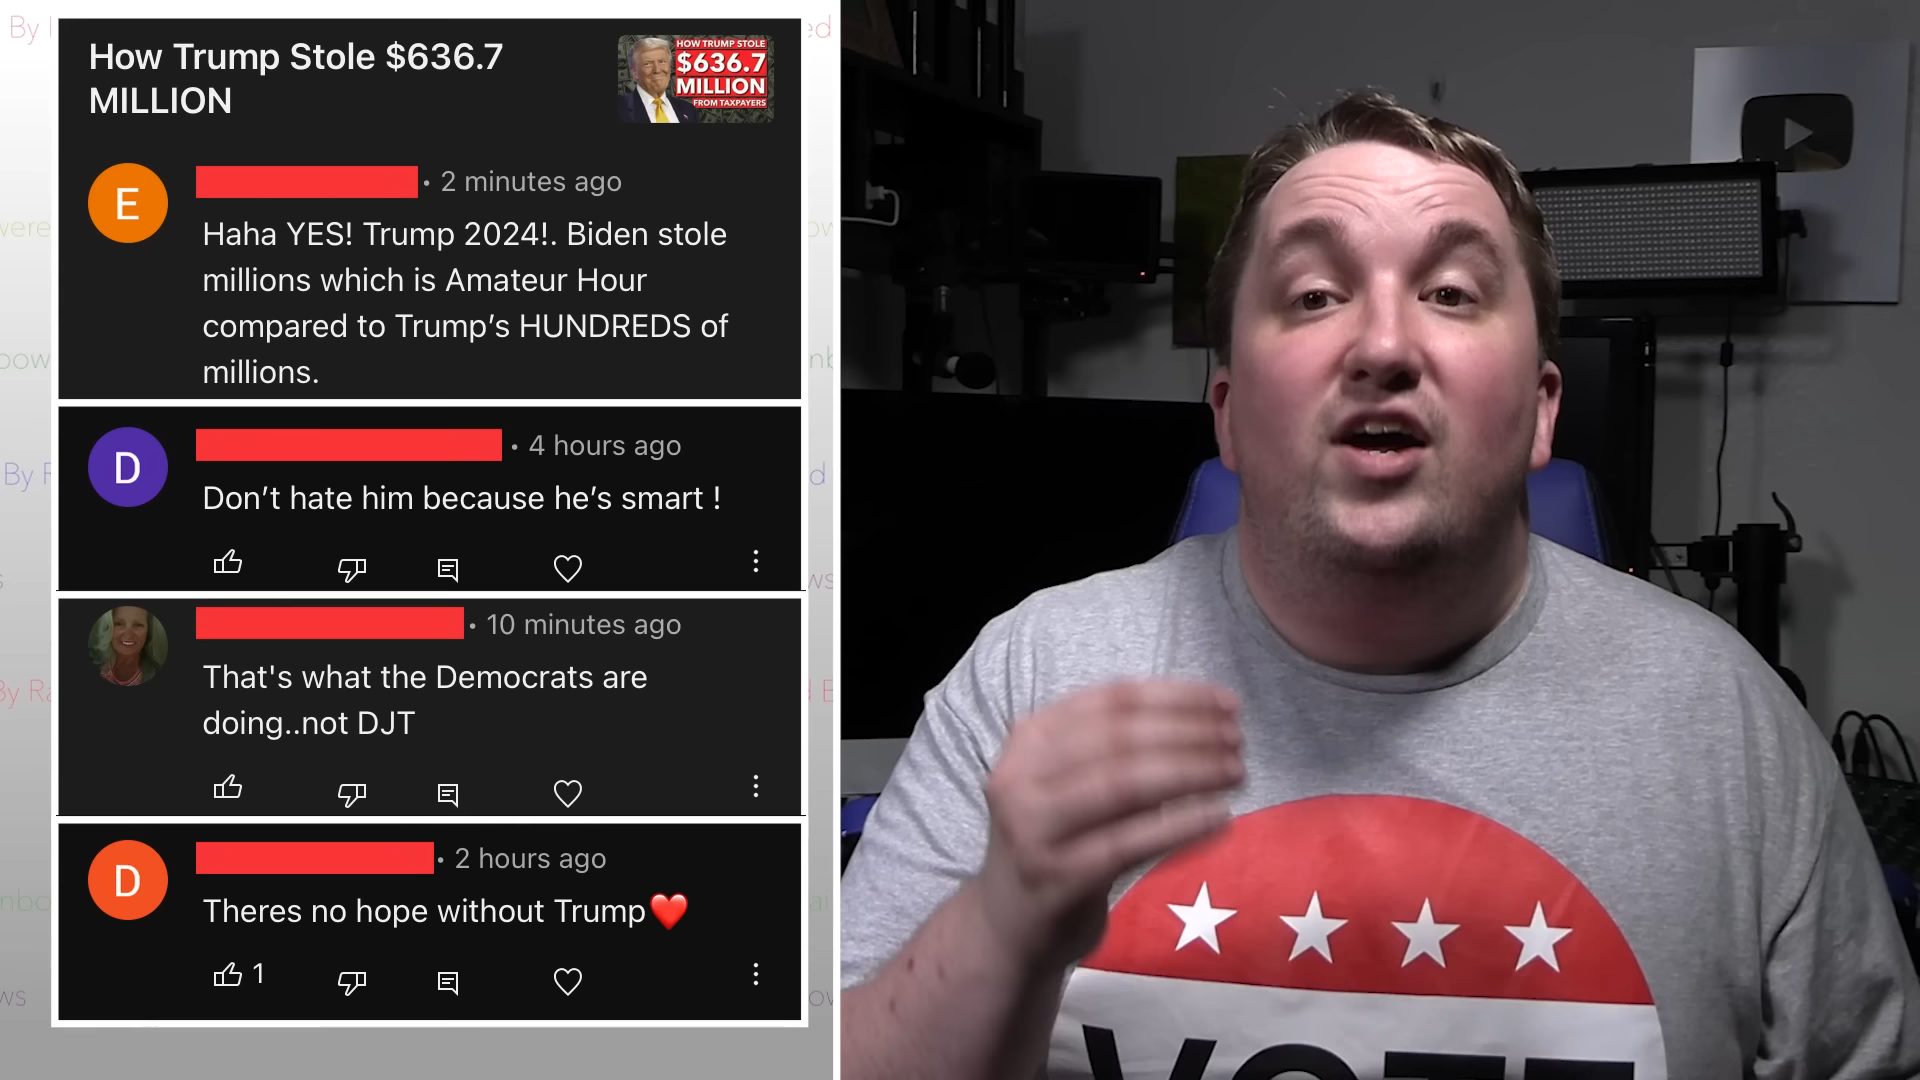 How Trump Stole $636.7
MILLION
HOW TRUMP STOLE
$636.7
MILLION
FROM TAXPAYERS
E
• 2 minutes ago
Haha YES! Trump 2024!. Biden stole
millions which is Amateur Hour
compared to Trump’s HUNDREDS of
millions.
D
• 4 hours ago
Don’t hate him because he’s smart !
• 10 minutes ago
That's what the Democrats are
doing..not DJT
D
• 2 hours ago
Theres no hope without Trump❤️
1
VOTE